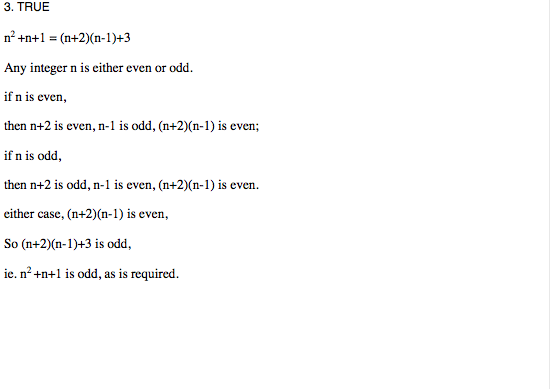 3. TRUE
n² +n+1 = (n+2)(n-1)+3
Any integer n is either even or odd.
if n is even,
then n+2 is even, n-1 is odd, (n+2)(n-1) is even;
if n is odd,
then n+2 is odd, n-1 is even, (n+2)(n-1) is even.
either case, (n+2)(n-1) is even,
So (n+2)(n-1)+3 is odd,
ie. n² +n+1 is odd, as is required.